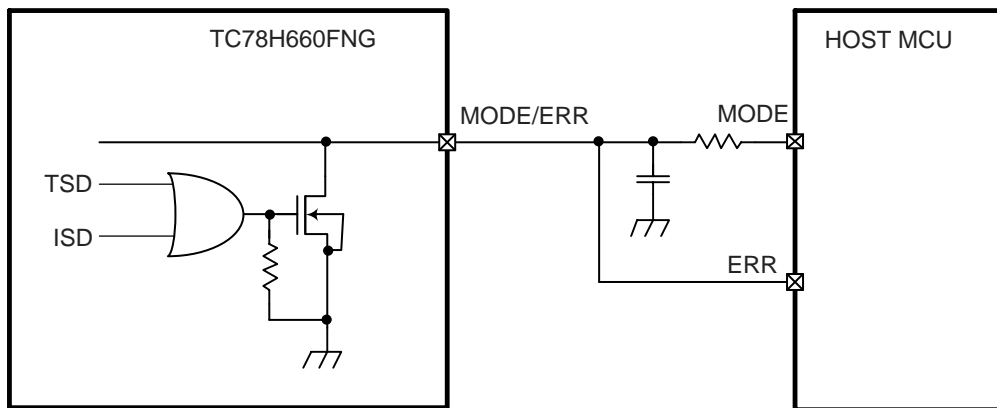 TC78H660FNG
HOST MCU
MODE/ERR
MODE
TSD
ISD
ERR